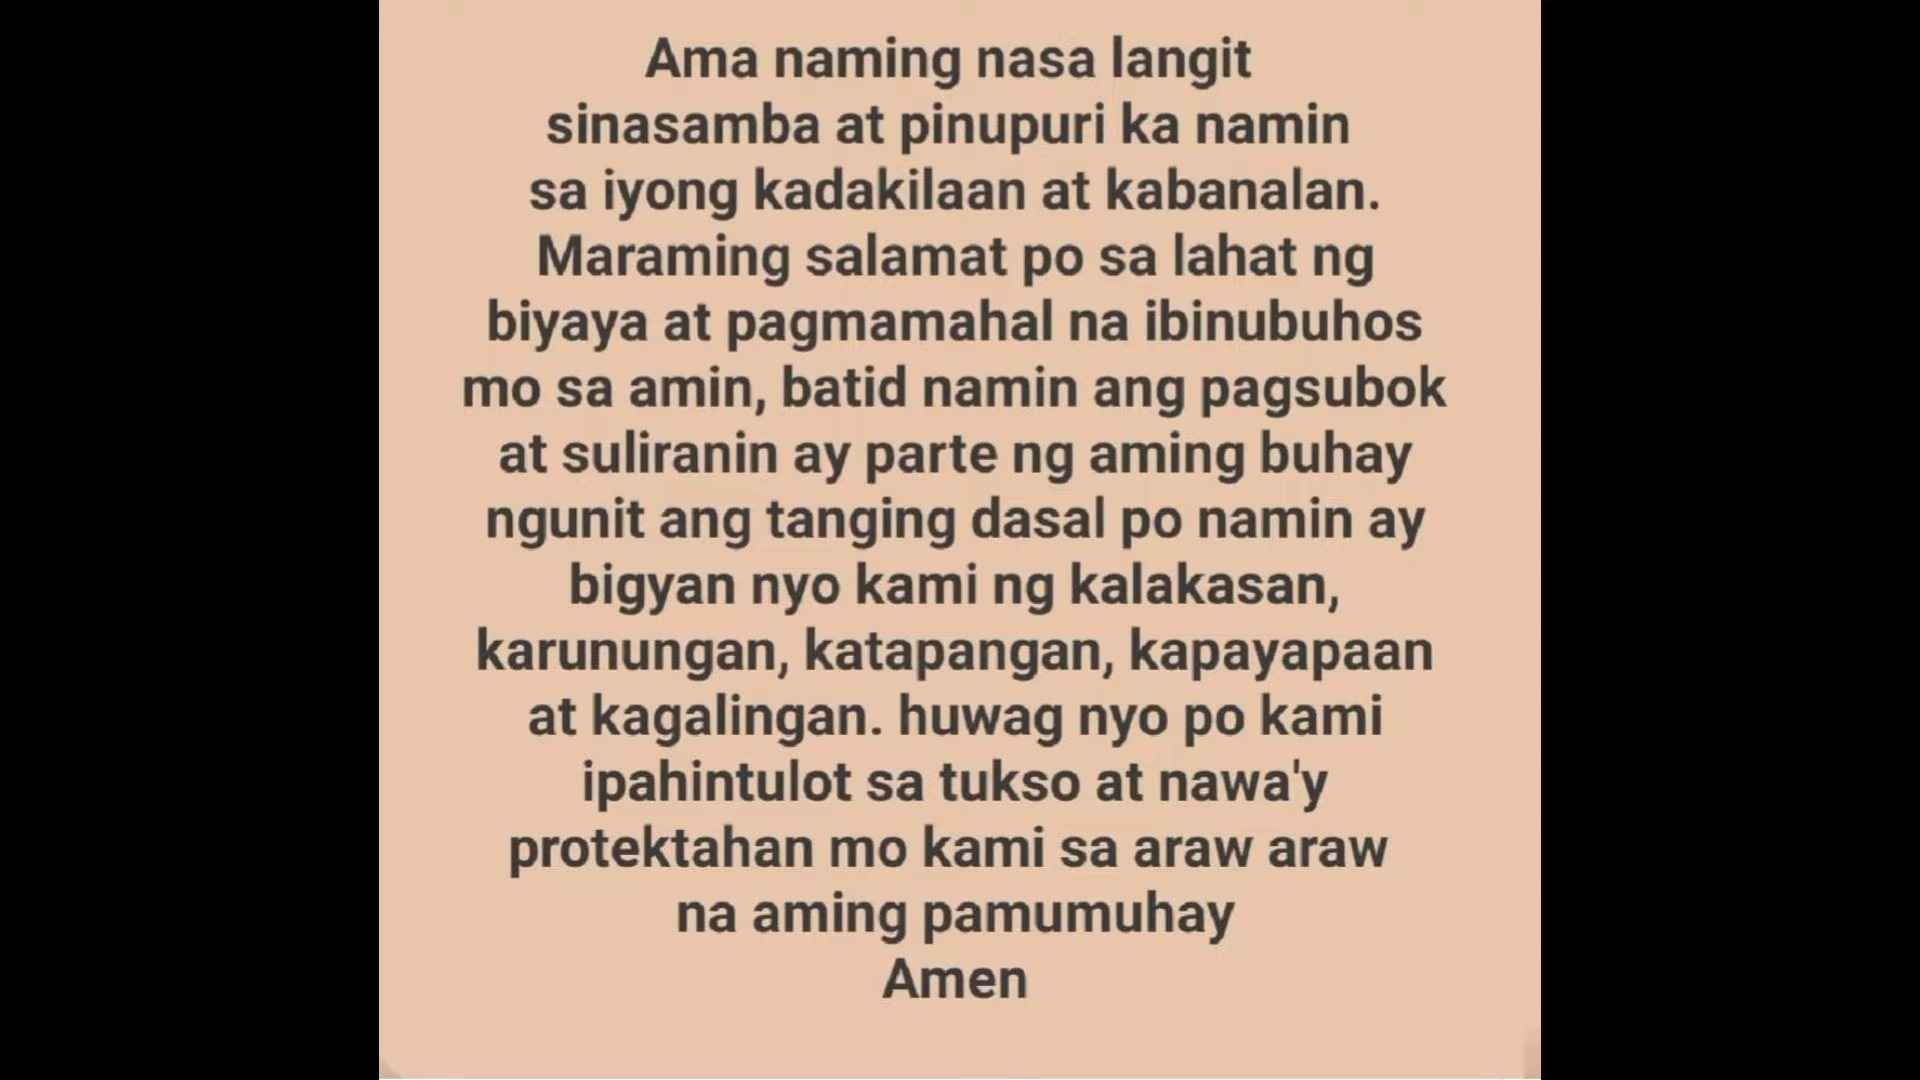 Ama naming nasa langit
sinasamba at pinupuri ka namin
sa iyong kadakilaan at kabanalan.
Maraming salamat po sa lahat ng
biyaya at pagmamahal na ibinubuhos
mo sa amin, batid namin ang pagsubok
at suliranin ay parte ng aming buhay
ngunit ang tanging dasal po namin ay
bigyan nyo kami ng kalakasan,
karunungan, katapangan, kapayapaan
at kagalingan. huwag nyo po kami
ipahintulot sa tukso at nawa'y
protektahan mo kami sa araw araw
na aming pamumuhay
Amen